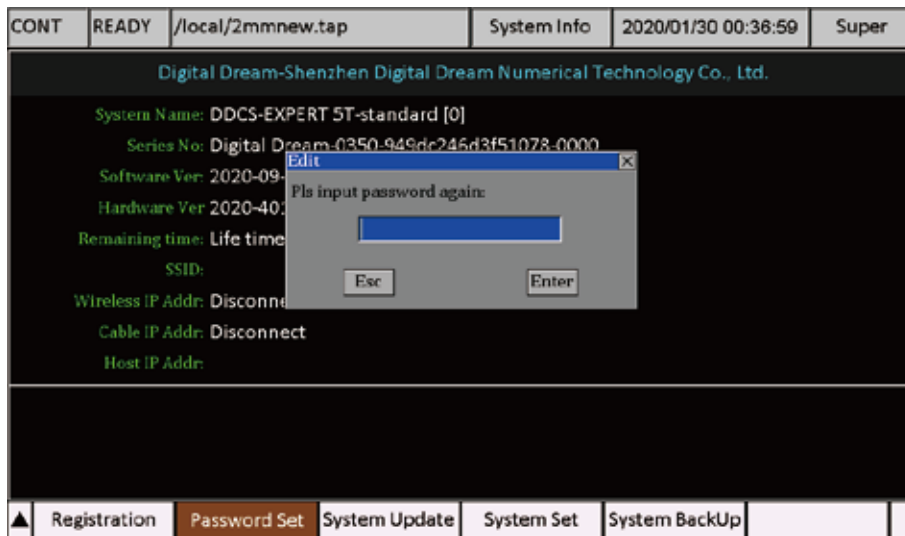 CONT READY /local/2mmnew.tap System Info 2020/01/30 00:36:59 Super
Digital Dream-Shenzhen Digital Dream Numerical Technology Co., Ltd.
System Name: DDCS-EXPERT 5T-standard [0]
Series No: Digital Dream-0350-949dc246d3f51078-0000
Edit
Software Ver: 2020-09-
Pls input password again:
Hardware Ver 2020-401
Remaining time: Life time
SSID:
Esc Enter
Wireless IP Addr: Disconne
Cable IP Addr: Disconnect
Host IP Addr:
▲ Registration Password Set System Update System Set System BackUp